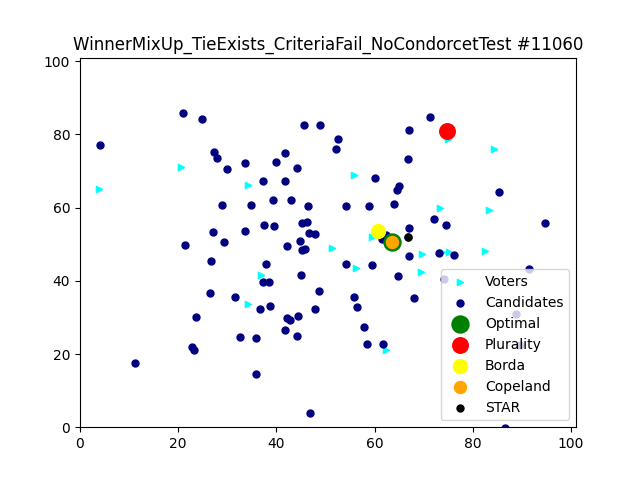 WinnerMixUp_TieExists_CriteriaFail_NoCondorcetTest #11060
100
80
60
40
20
0
0 20 40 60 80 100
Voters
Candidates
Optimal
Plurality
Borda
Copeland
STAR